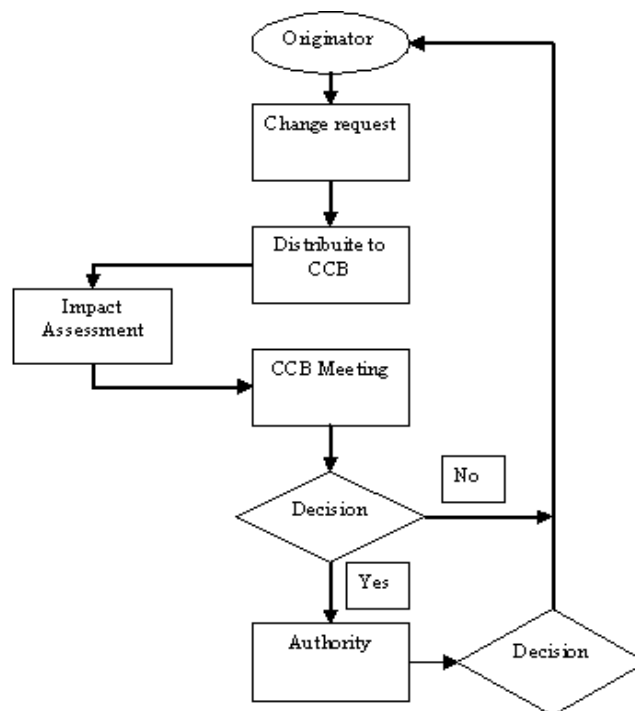 Originator
Change request
Distribuite to
CCB
Impact
Assessment
CCB Meeting
No
Decision
Yes
Authority
Decision